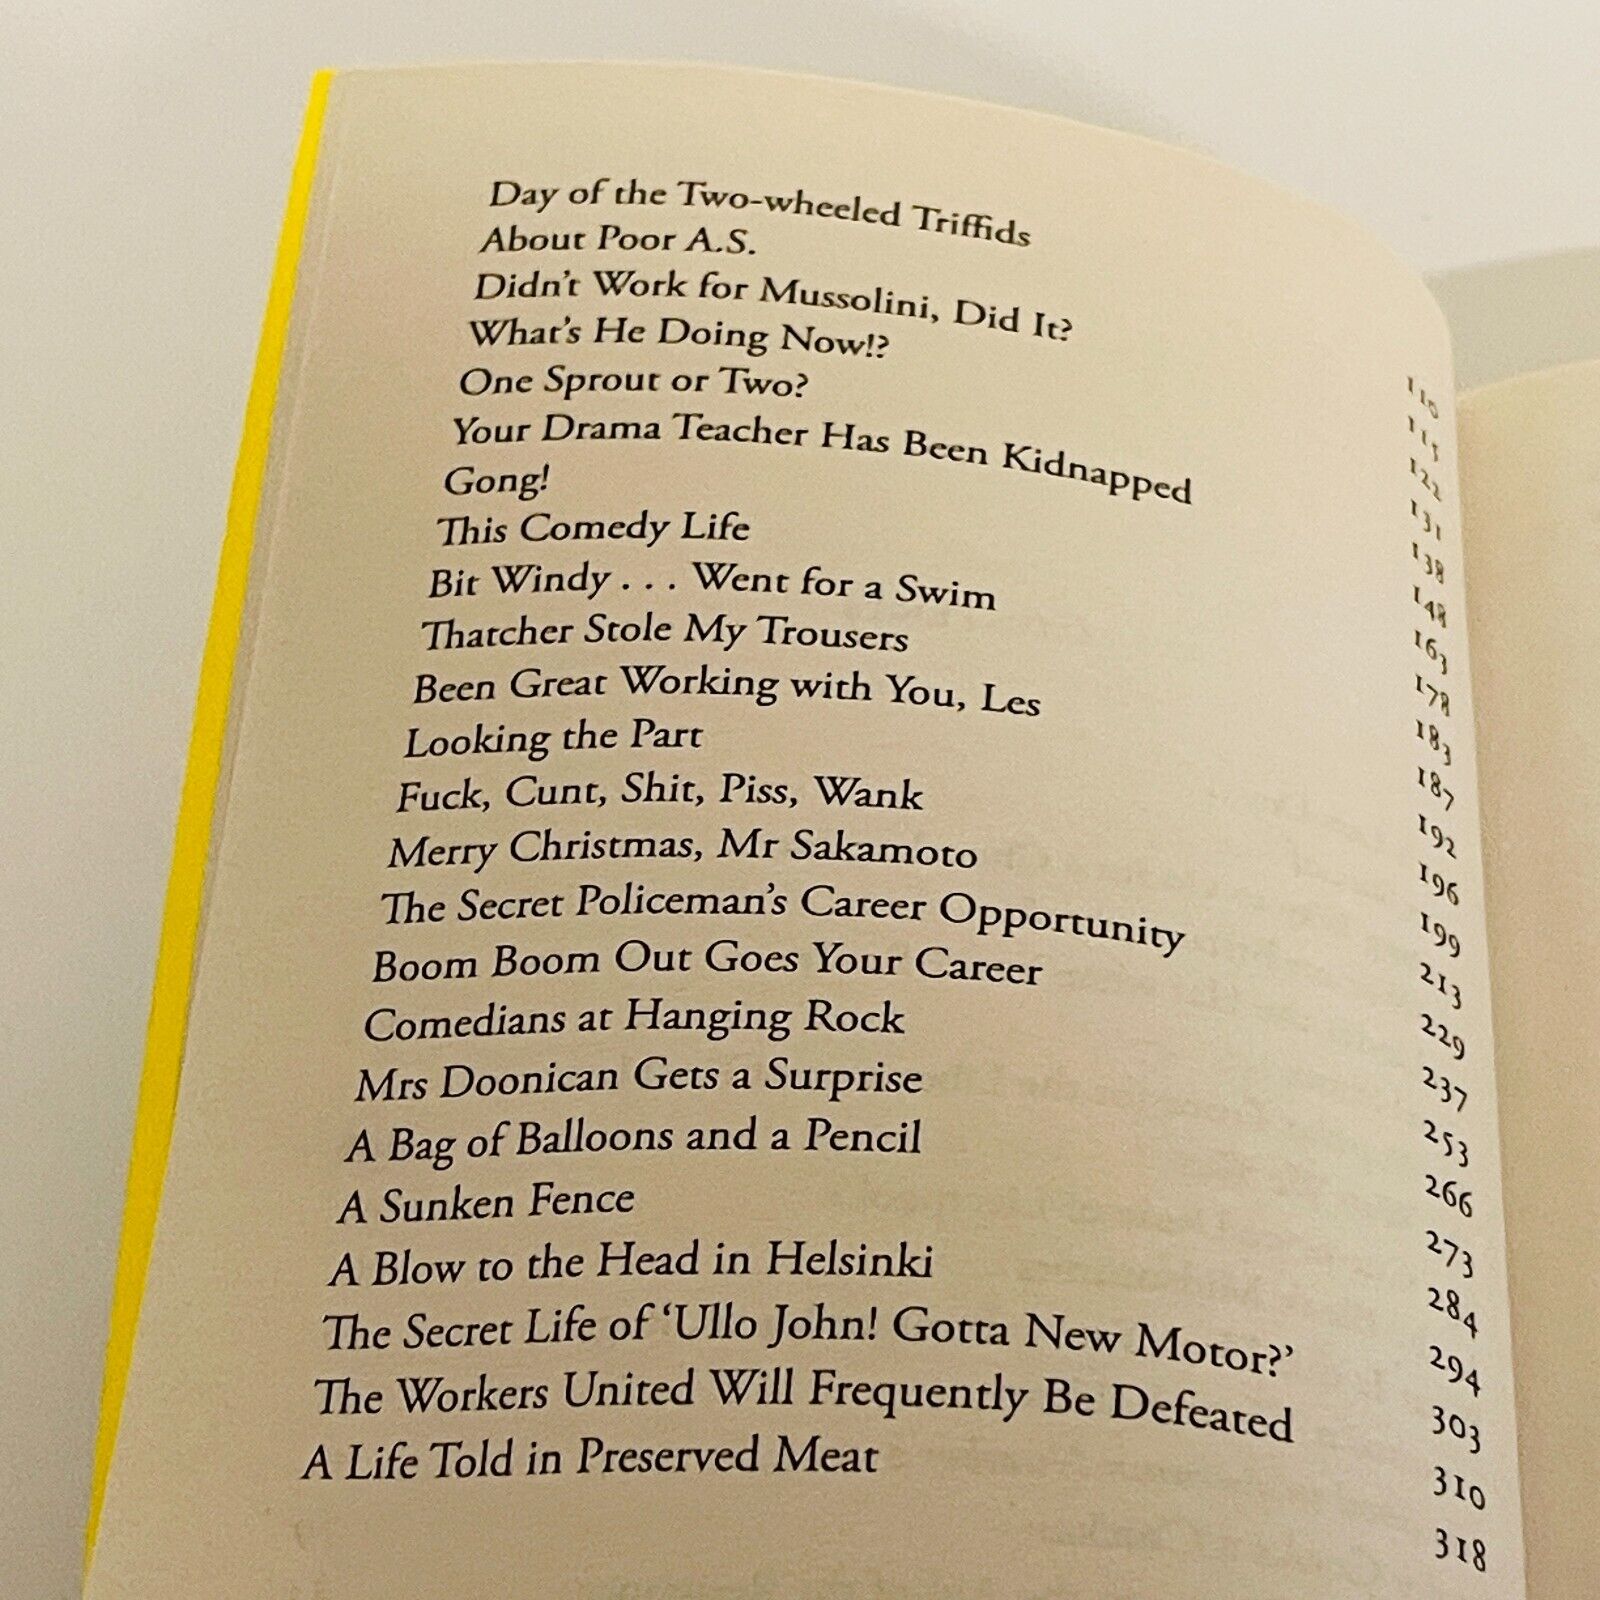 Day of the Two-wheeled Triffids 110
About Poor A.S. 115
Didn't Work for Mussolini, Did It? 122
What's He Doing Now!? 131
One Sprout or Two? 138
Your Drama Teacher Has Been Kidnapped 148
Gong! 163
This Comedy Life 178
Bit Windy . . . Went for a Swim 183
Thatcher Stole My Trousers 187
Been Great Working with You, Les 192
Looking the Part 196
Fuck, Cunt, Shit, Piss, Wank 199
Merry Christmas, Mr Sakamoto 213
The Secret Policeman's Career Opportunity 229
Boom Boom Out Goes Your Career 237
Comedians at Hanging Rock 253
Mrs Doonican Gets a Surprise 266
A Bag of Balloons and a Pencil 273
A Sunken Fence 284
A Blow to the Head in Helsinki 294
The Secret Life of 'Ullo John! Gotta New Motor?' 303
The Workers United Will Frequently Be Defeated 310
A Life Told in Preserved Meat 318